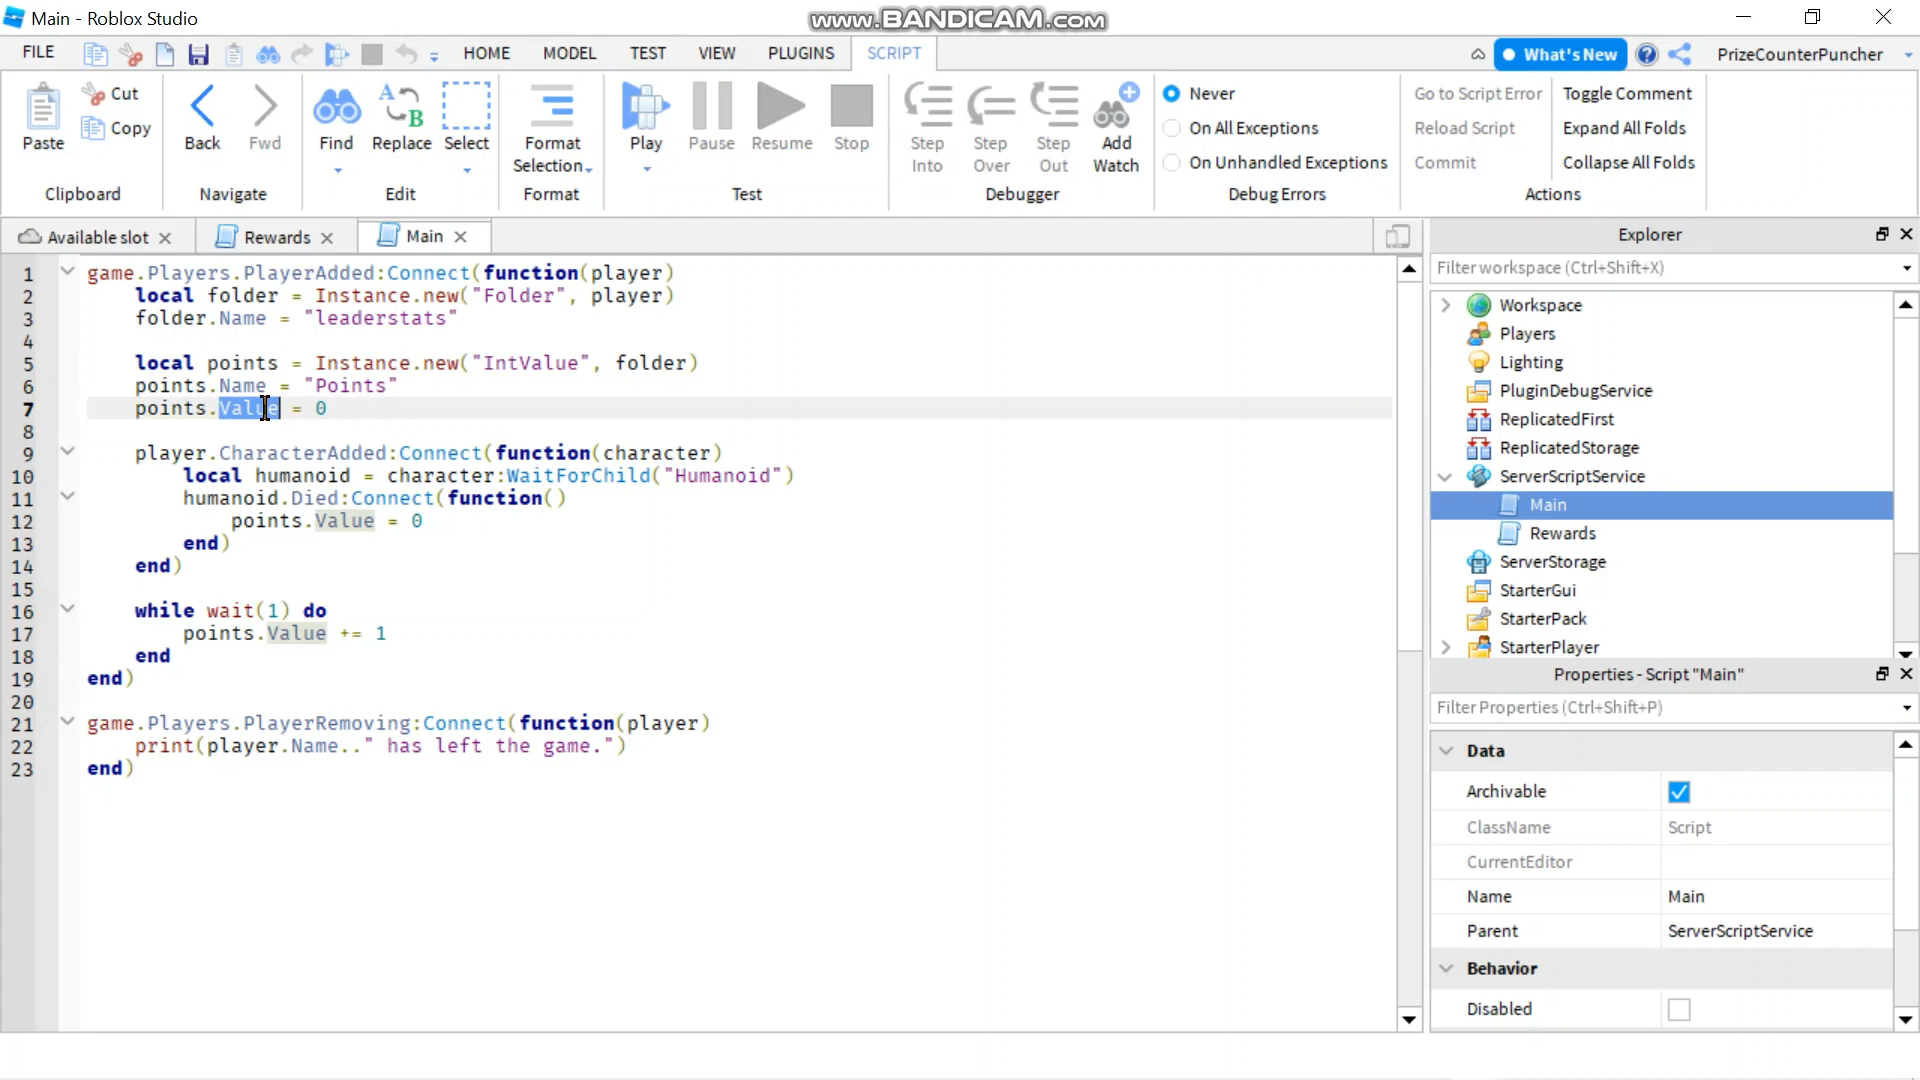 Main - Roblox Studio
www.BANDICAM.com
FILE HOME MODEL TEST VIEW PLUGINS SCRIPT What's New PrizeCounterPuncher
Paste Cut Copy
Clipboard
Back Fwd
Navigate
Find Replace Select
Edit
Format Selection
Format
Play Pause Resume Stop
Test
Step Into Step Over Step Out Add Watch
Debugger
Never
On All Exceptions
On Unhandled Exceptions
Debug Errors
Go to Script Error Toggle Comment
Reload Script Expand All Folds
Commit Collapse All Folds
Actions
Available slot Rewards Main
1 game.Players.PlayerAdded:Connect(function(player)
2 local folder = Instance.new("Folder", player)
3 folder.Name = "leaderstats"
4
5 local points = Instance.new("IntValue", folder)
6 points.Name = "Points"
7 points.Value = 0
8
9 player.CharacterAdded:Connect(function(character)
10 local humanoid = character:WaitForChild("Humanoid")
11 humanoid.Died:Connect(function()
12 points.Value = 0
13 end)
14 end)
15
16 while wait(1) do
17 points.Value += 1
18 end
19 end)
20
21 game.Players.PlayerRemoving:Connect(function(player)
22 print(player.Name.." has left the game.")
23 end)
Explorer
Filter workspace (Ctrl+Shift+X)
Workspace
Players
Lighting
PluginDebugService
ReplicatedFirst
ReplicatedStorage
ServerScriptService
Main
Rewards
ServerStorage
StarterGui
StarterPack
StarterPlayer
Properties - Script "Main"
Filter Properties (Ctrl+Shift+P)
Data
Archivable
ClassName Script
CurrentEditor
Name Main
Parent ServerScriptService
Behavior
Disabled